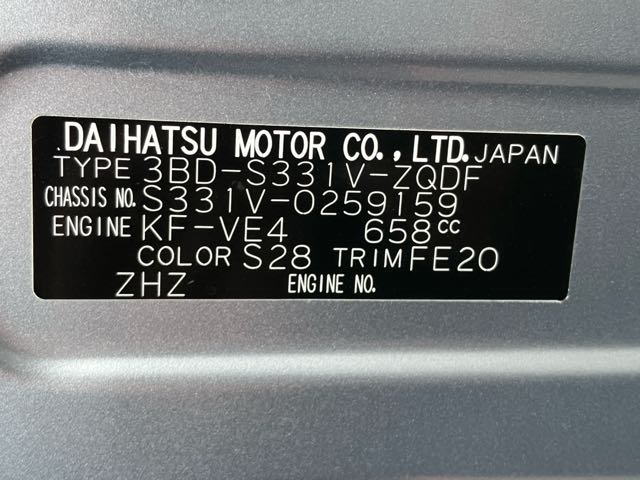 DAIHATSU MOTOR CO.,LTD. JAPAN
TYPE 3BD-S331V-ZQDF
CHASSIS NO. S331V-0259159
ENGINE KF-VE4 658cc
COLOR S28 TRIM FE20
ZHZ ENGINE NO.